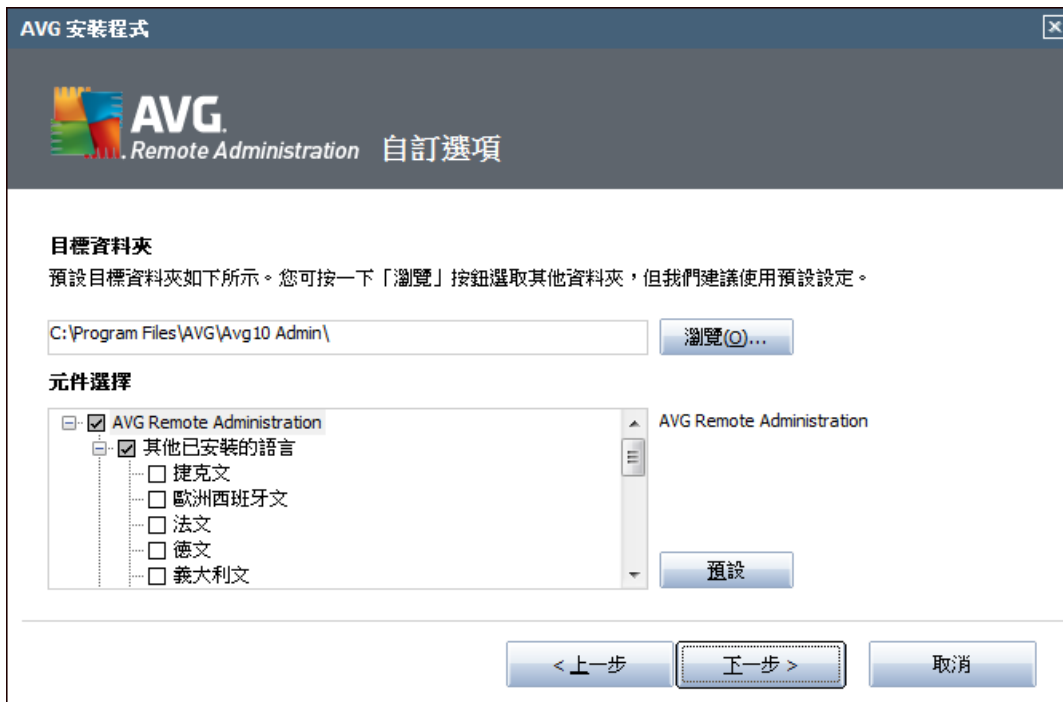 AVG 安裝程式
AVG.
Remote Administration 自訂選項
目標資料夾
預設目標資料夾如下所示。您可按一下「瀏覽」按鈕選取其他資料夾，但我們建議使用預設設定。
C:\Program Files\AVG\Avg10 Admin\
瀏覽(O)...
元件選擇
AVG Remote Administration
其他已安裝的語言
捷克文
歐洲西班牙文
法文
德文
義大利文
AVG Remote Administration
預設
<上一步
下一步 >
取消